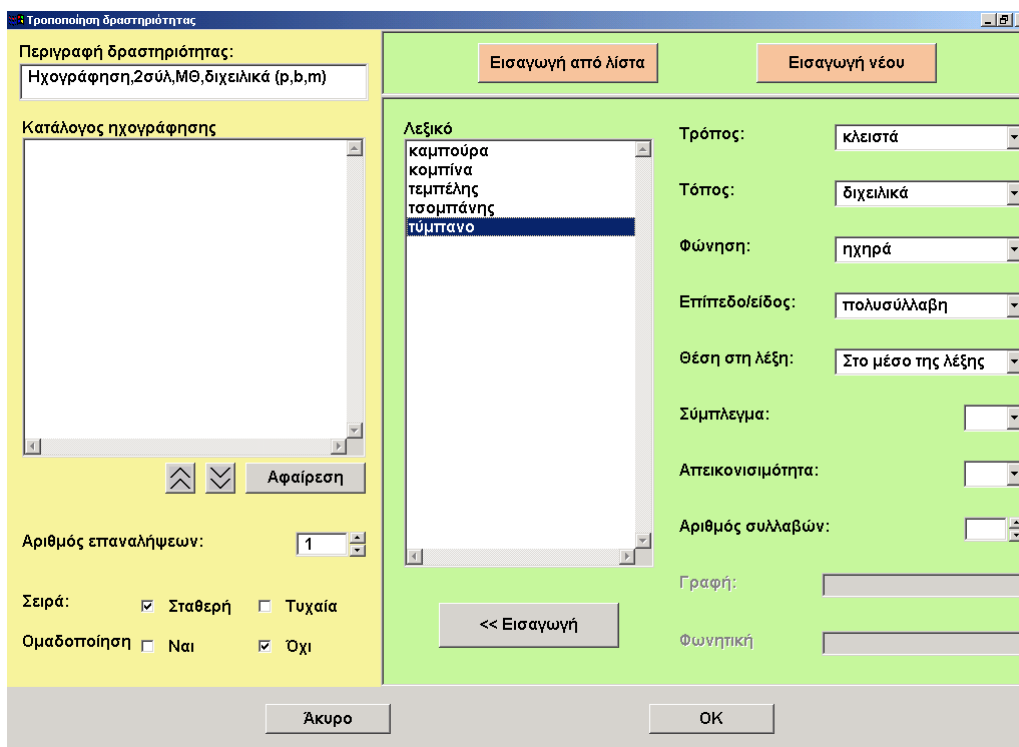 Τροποποίηση δραστηριότητας
Περιγραφή δραστηριότητας:
Ηχογράφηση,2σύλ,ΜΘ,διχειλικά (p,b,m)
Κατάλογος ηχογράφησης
Αφαίρεση
Αριθμός επαναλήψεων:
1
Σειρά:
Σταθερή
Τυχαία
Ομαδοποίηση
Ναι
Όχι
Εισαγωγή από λίστα
Εισαγωγή νέου
Λεξικό
καμπούρα
κομπίνα
τεμπέλης
τσομπάνης
τύμπανο
<< Εισαγωγή
Τρόπος:
κλειστά
Τόπος:
διχειλικά
Φώνηση:
ηχηρά
Επίπεδο/είδος:
πολυσύλλαβη
Θέση στη λέξη:
Στο μέσο της λέξης
Σύμπλεγμα:
Απεικονισιμότητα:
Αριθμός συλλαβών:
Γραφή:
Φωνητική
Άκυρο
OK